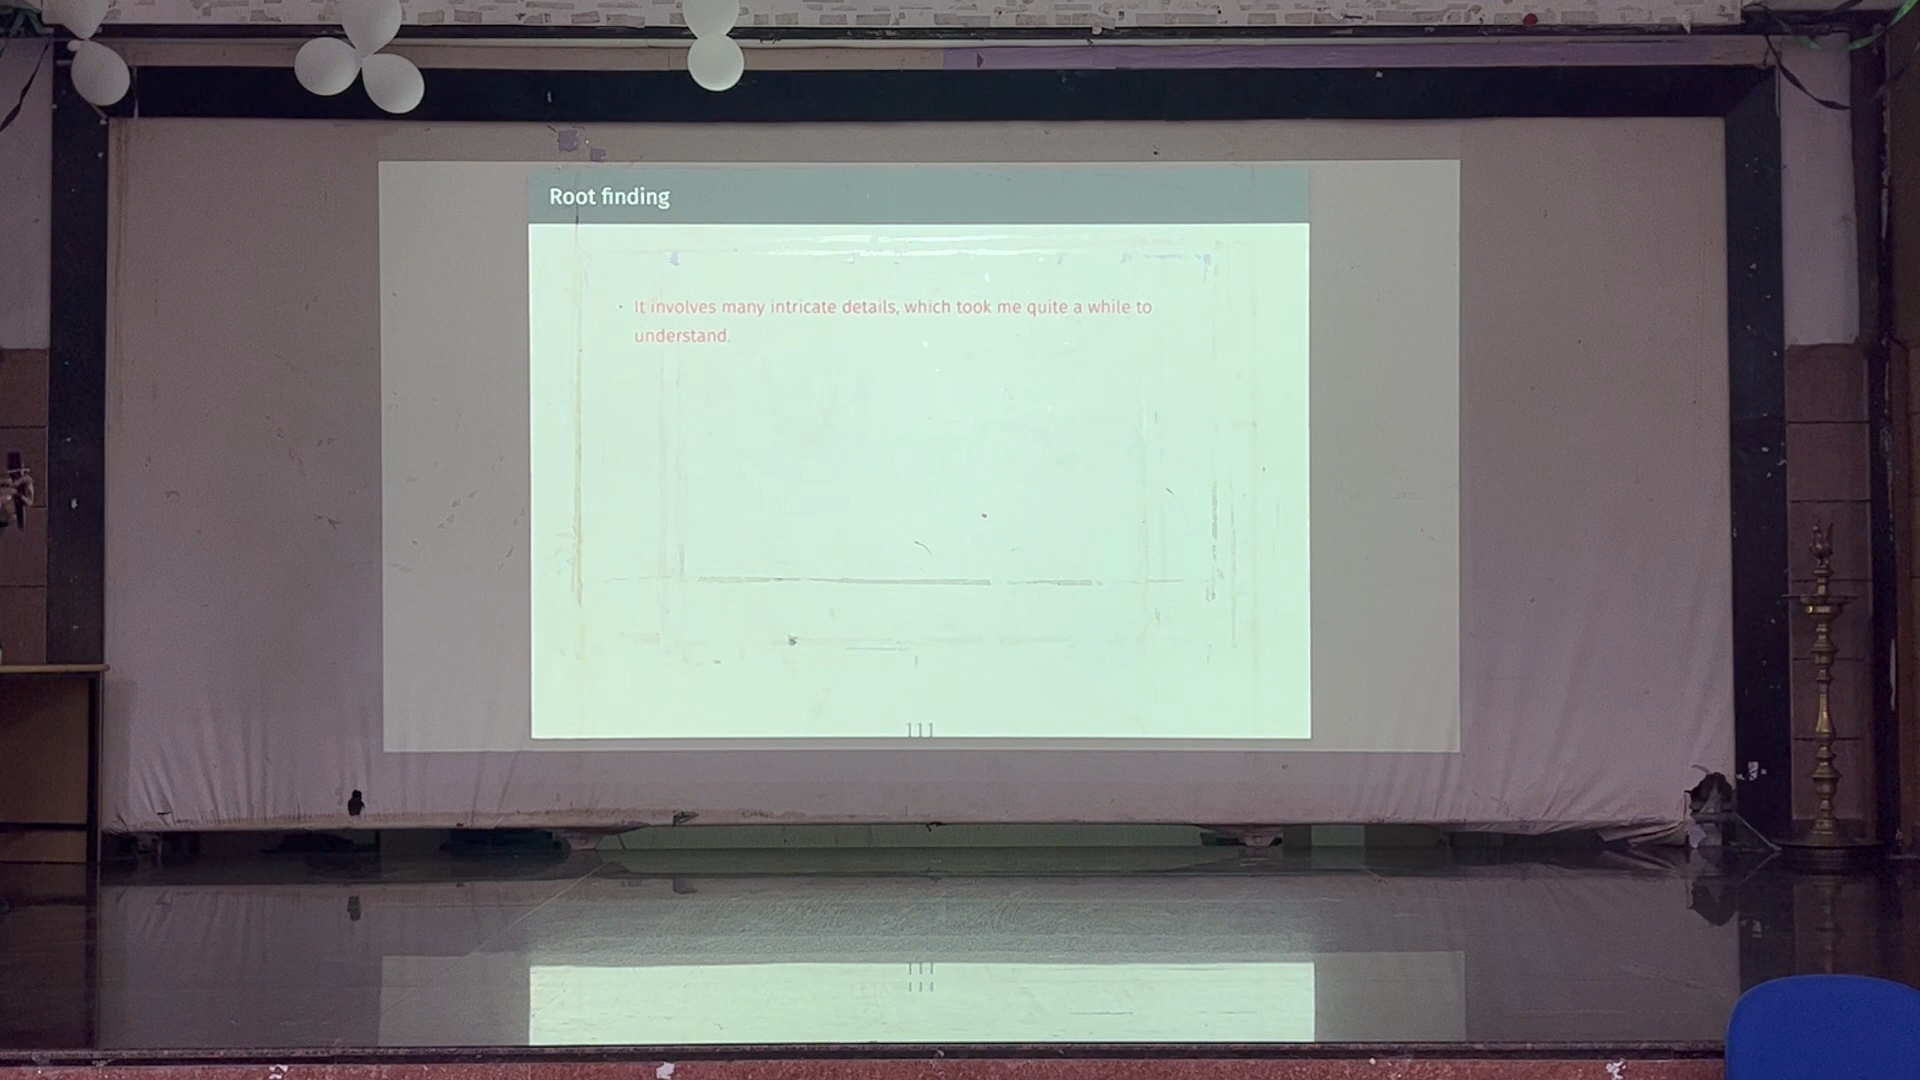 Root finding
· It involves many intricate details, which took me quite a while to
understand.
111